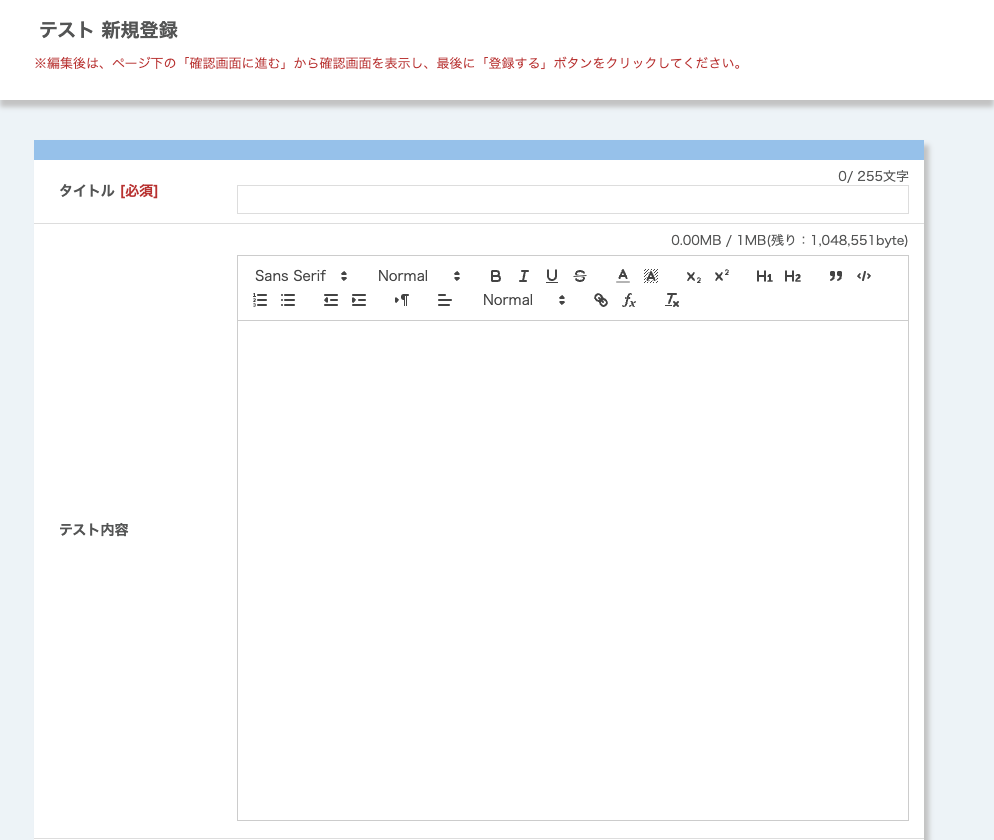 テスト 新規登録
※編集後は、ページ下の「確認画面に進む」から確認画面を表示し、最後に「登録する」ボタンをクリックしてください。
0/ 255文字
タイトル [必須]
0.00MB / 1MB(残り：1,048,551byte)
Sans Serif Normal B I U S A A x₂ x² H1 H2 ” </>
¶ Normal fx Tx
テスト内容